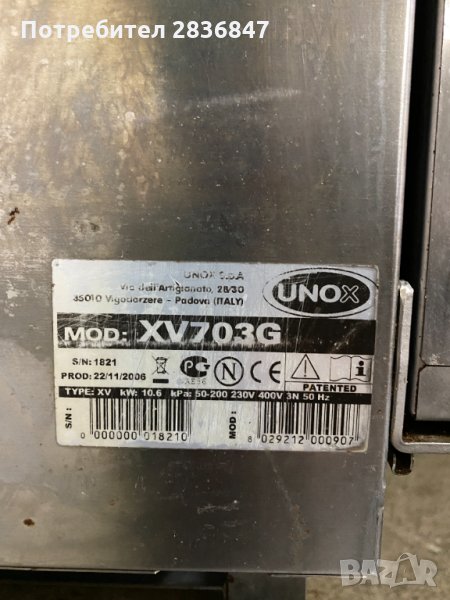 Потребител 2836847
UNOX S.p.A
Via dell'Artigianato, 28/30
35010 Vigodarzere - Padova (ITALY)
UNOX
MOD: XV703G
S/N: 1821
PROD: 22/11/2006
PATENTED
TYPE: XV kW: 10.6 kPa: 50-200 230V 400V 3N 50 Hz
S/N:
0 000000 018210
MOD:
8 029212 000907
BAZAR